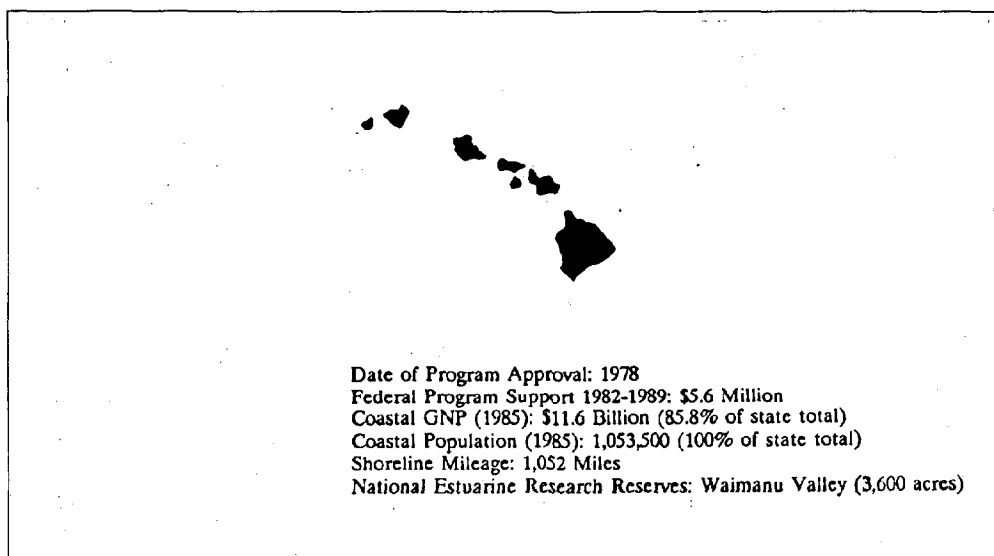 Date of Program Approval: 1978
Federal Program Support 1982-1989: $5.6 Million
Coastal GNP (1985): $11.6 Billion (85.8% of state total)
Coastal Population (1985): 1,053,500 (100% of state total)
Shoreline Mileage: 1,052 Miles
National Estuarine Research Reserves: Waimanu Valley (3,600 acres)